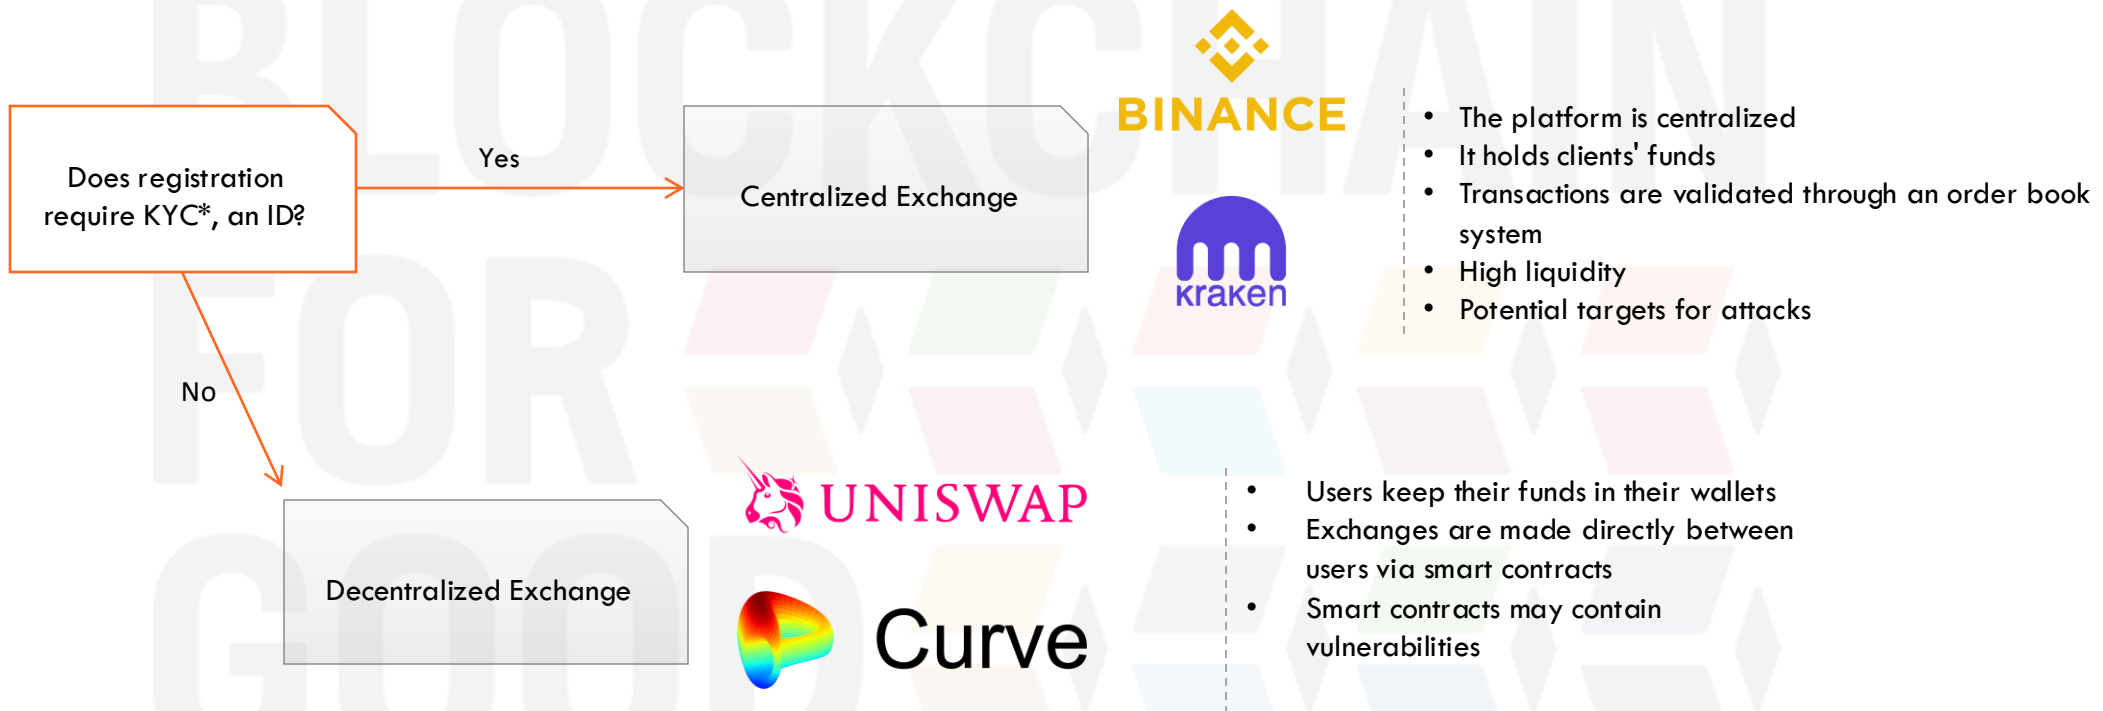 BLOCKCHAIN
FOR
GOOD
Does registration
require KYC*, an ID?
Yes
Centralized Exchange
BINANCE
kraken
• The platform is centralized
• It holds clients' funds
• Transactions are validated through an order book
system
• High liquidity
• Potential targets for attacks
No
Decentralized Exchange
UNISWAP
Curve
• Users keep their funds in their wallets
• Exchanges are made directly between
users via smart contracts
• Smart contracts may contain
vulnerabilities